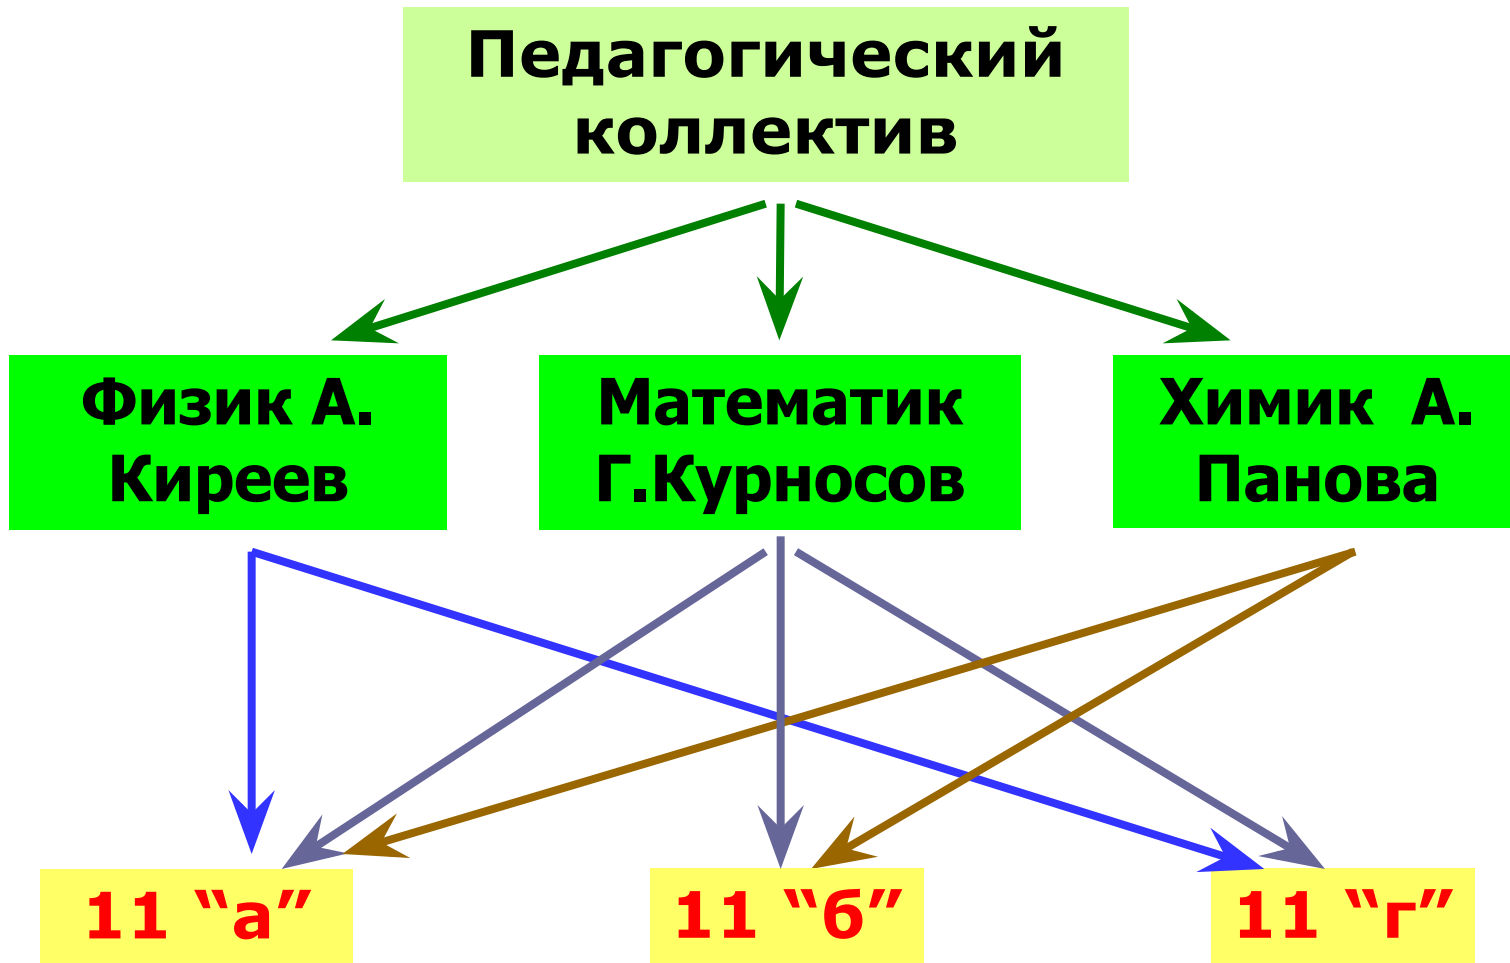 Педагогический
коллектив
Физик А.
Киреев
Математик
Г.Курносов
Химик  А.
Панова
11 “а”
11 “б”
11 “г”